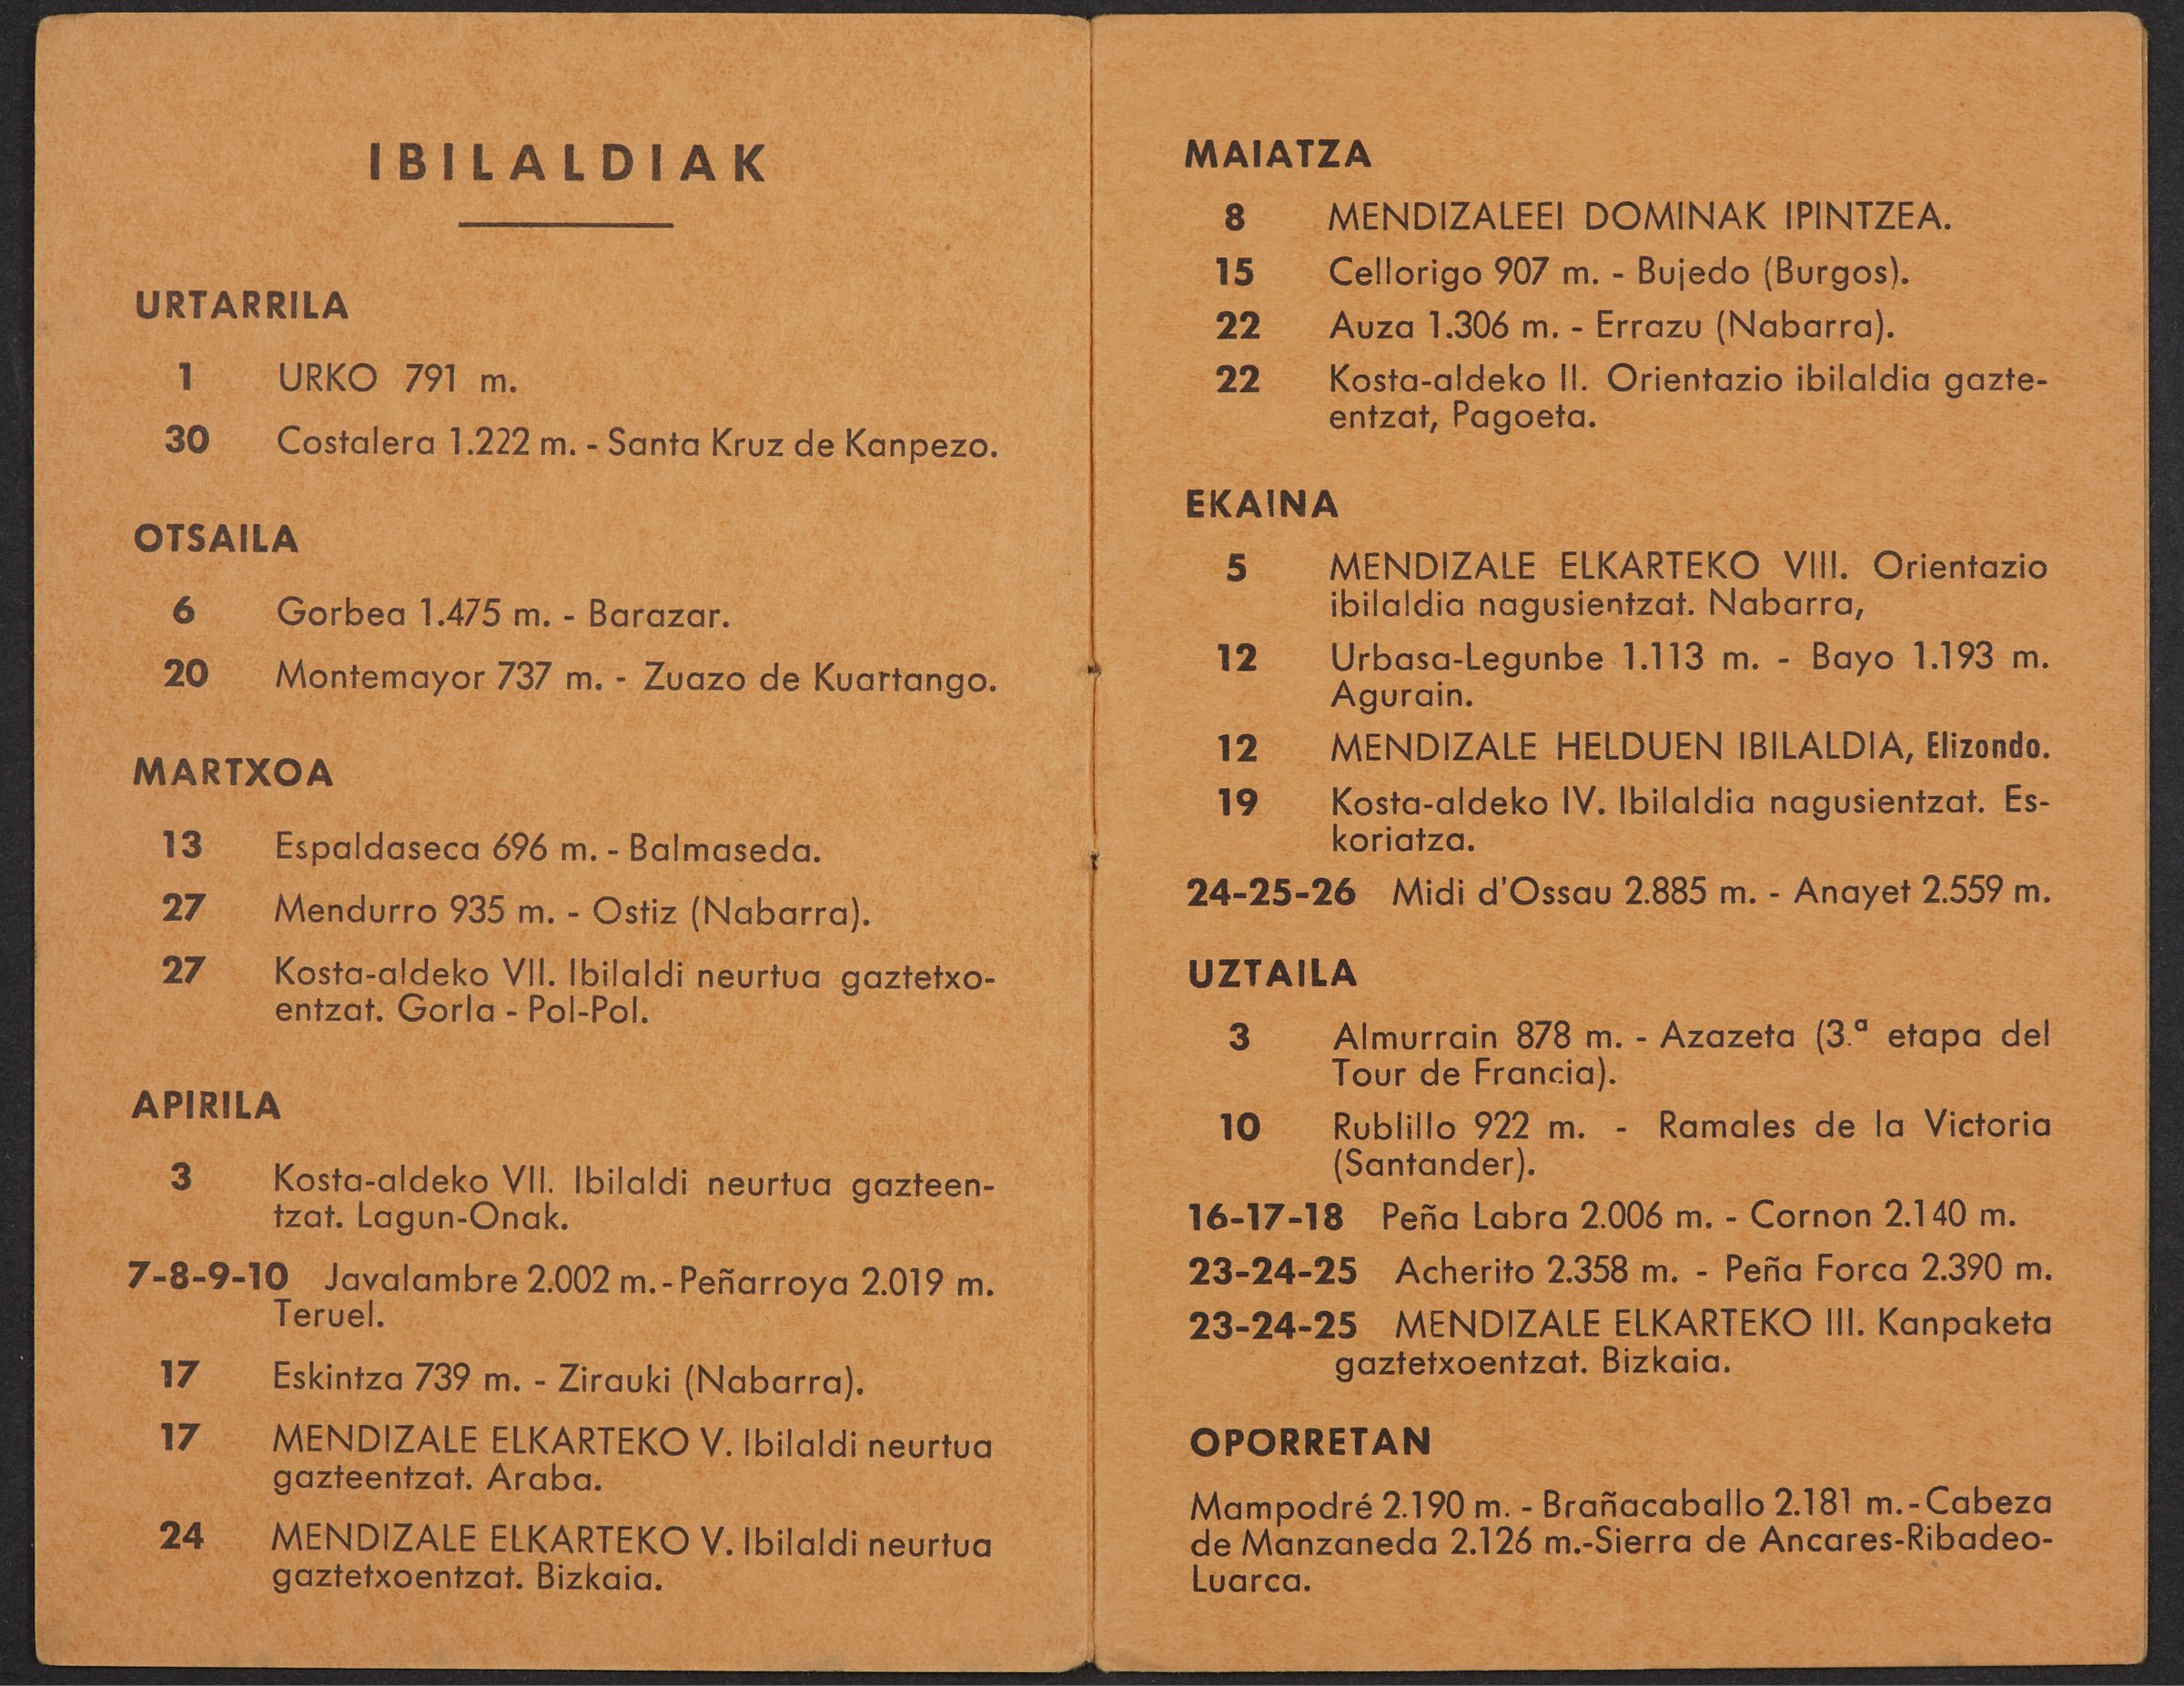 IBILALDIAK
URTARRILA
1 URKO 791 m.
30 Costalera 1.222 m. - Santa Kruz de Kanpezo.
OTSAILA
6 Gorbea 1.475 m. - Barazar.
20 Montemayor 737 m. - Zuazo de Kuartango.
MARTXOA
13 Espaldaseca 696 m. - Balmaseda.
27 Mendurro 935 m. - Ostiz (Nabarra).
27 Kosta-aldeko VII. Ibilaldi neurtua gaztetxo-
entzat. Gorla - Pol-Pol.
APIRILA
3 Kosta-aldeko VII. Ibilaldi neurtua gazteen-
tzat. Lagun-Onak.
7-8-9-10 Javalambre 2.002 m. - Peñarroya 2.019 m.
Teruel.
17 Eskintza 739 m. - Zirauki (Nabarra).
17 MENDIZALE ELKARTEKO V. Ibilaldi neurtua
gazteentzat. Araba.
24 MENDIZALE ELKARTEKO V. Ibilaldi neurtua
gaztetxoentzat. Bizkaia.
MAIATZA
8 MENDIZALEEI DOMINAK IPINTZEA.
15 Cellorigo 907 m. - Bujedo (Burgos).
22 Auza 1.306 m. - Errazu (Nabarra).
22 Kosta-aldeko II. Orientazio ibilaldia gazte-
entzat, Pagoeta.
EKAINA
5 MENDIZALE ELKARTEKO VIII. Orientazio
ibilaldia nagusientzat. Nabarra,
12 Urbasa-Legunbe 1.113 m. - Bayo 1.193 m.
Agurain.
12 MENDIZALE HELDUEN IBILALDIA, Elizondo.
19 Kosta-aldeko IV. Ibilaldia nagusientzat. Es-
koriatza.
24-25-26 Midi d'Ossau 2.885 m. - Anayet 2.559 m.
UZTAILA
3 Almurrain 878 m. - Azazeta (3.ª etapa del
Tour de Francia).
10 Rublillo 922 m. - Ramales de la Victoria
(Santander).
16-17-18 Peña Labra 2.006 m. - Cornon 2.140 m.
23-24-25 Acherito 2.358 m. - Peña Forca 2.390 m.
23-24-25 MENDIZALE ELKARTEKO III. Kanpaketa
gaztetxoentzat. Bizkaia.
OPORRETAN
Mampodré 2.190 m. - Brañacaballo 2.181 m. - Cabeza
de Manzaneda 2.126 m.-Sierra de Ancares-Ribadeo-
Luarca.